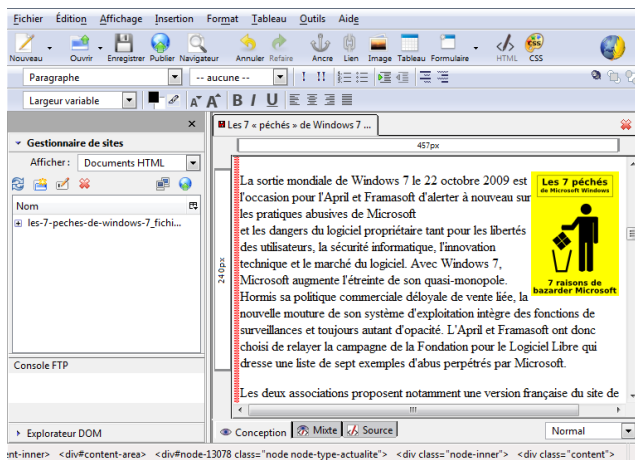 Fichier Édition Affichage Insertion Format Tableau Outils Aide
Nouveau Ouvrir Enregistrer Publier Navigateur Annuler Refaire Ancre Lien Image Tableau Formulaire HTML CSS
Paragraphe -- aucune -- ! !!
Largeur variable A A B I U
Gestionnaire de sites
Afficher : Documents HTML
Nom
les-7-peches-de-windows-7_fichi...
Console FTP
Explorateur DOM
Les 7 « péchés » de Windows 7 ...
457px
240px
La sortie mondiale de Windows 7 le 22 octobre 2009 est
l'occasion pour l'April et Framasoft d'alerter à nouveau sur
les pratiques abusives de Microsoft
et les dangers du logiciel propriétaire tant pour les libertés
des utilisateurs, la sécurité informatique, l'innovation
technique et le marché du logiciel. Avec Windows 7,
Microsoft augmente l'étreinte de son quasi-monopole.
Hormis sa politique commerciale déloyale de vente liée, la
nouvelle mouture de son système d'exploitation intègre des fonctions de
surveillances et toujours autant d'opacité. L'April et Framasoft ont donc
choisi de relayer la campagne de la Fondation pour le Logiciel Libre qui
dresse une liste de sept exemples d'abus perpétrés par Microsoft.
Les deux associations proposent notamment une version française du site de
Les 7 péchés
de Microsoft Windows
7 raisons de
bazarder Microsoft
Conception Mixte Source Normal
ent-inner> <div#content-area> <div#node-13078 class="node node-type-actualite"> <div class="node-inner"> <div class="content">